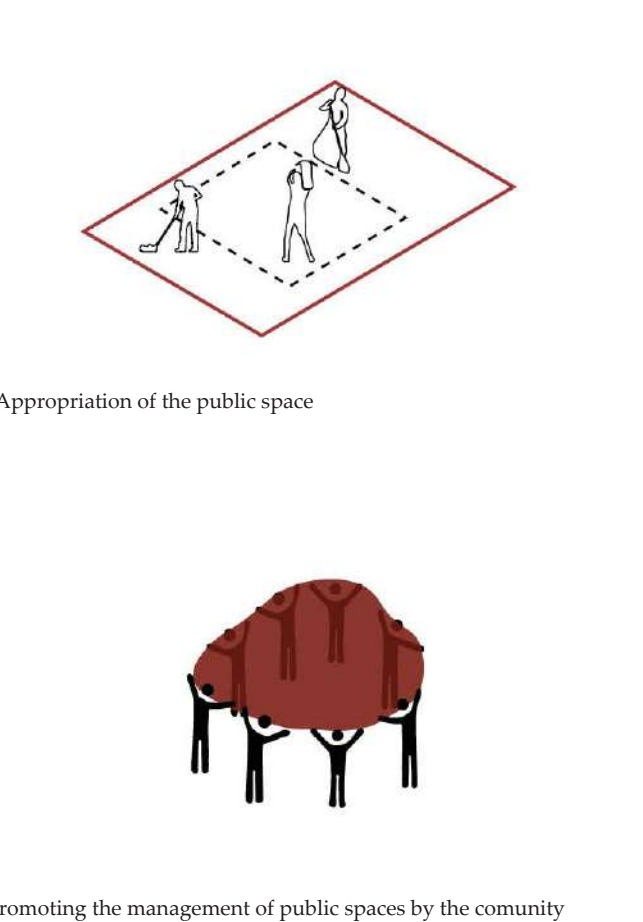 Appropriation of the public space
romoting the management of public spaces by the comunity